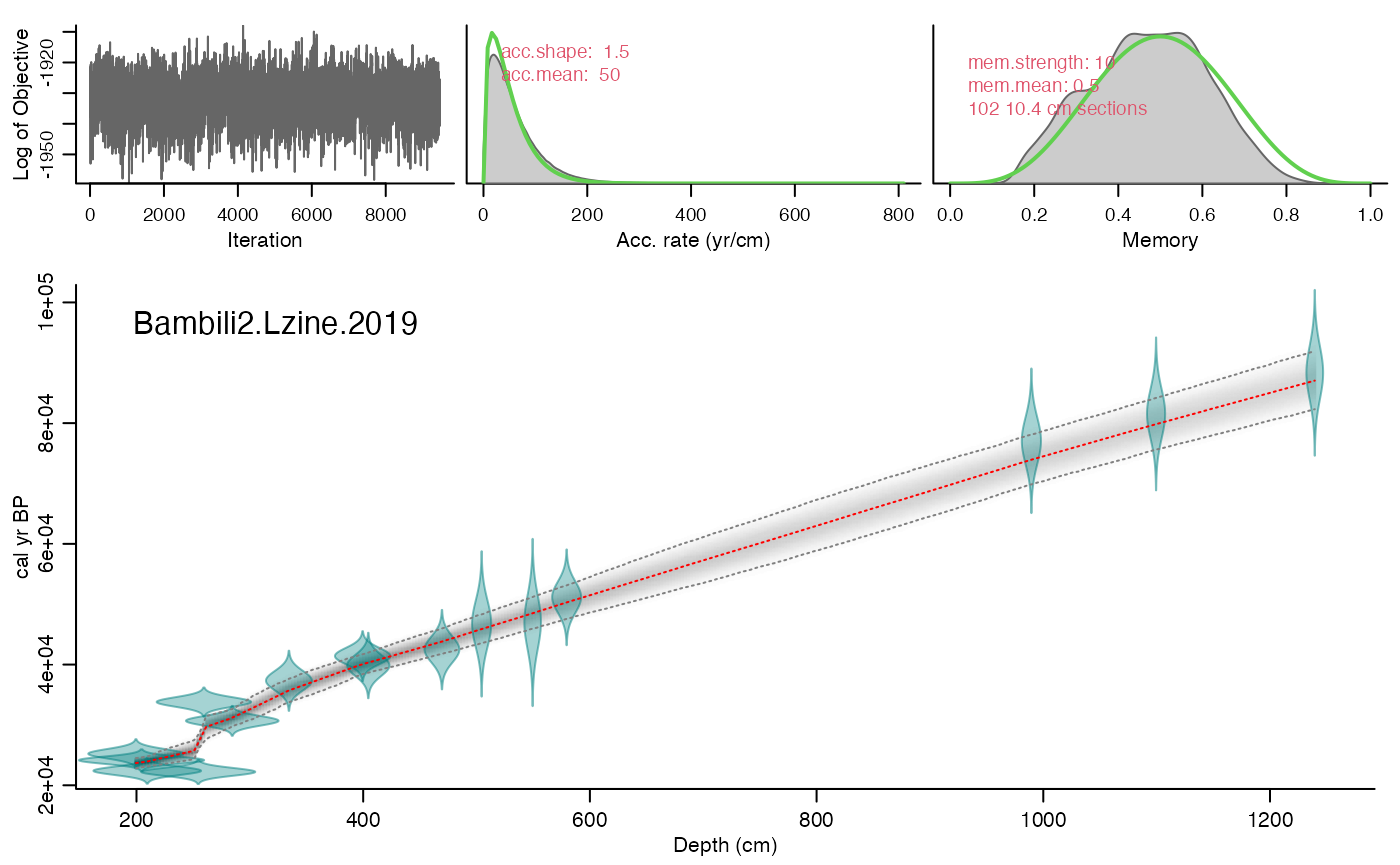 Log of Objective
-1950
-1920
0 2000 4000 6000 8000
Iteration
acc.shape: 1.5
acc.mean: 50
0 200 400 600 800
Acc. rate (yr/cm)
mem.strength: 10
mem.mean: 0.5
102 10.4 cm sections
0.0 0.2 0.4 0.6 0.8 1.0
Memory
Bambili2.Lzine.2019
cal yr BP
1e+05
8e+04
6e+04
4e+04
2e+04
200 400 600 800 1000 1200
Depth (cm)